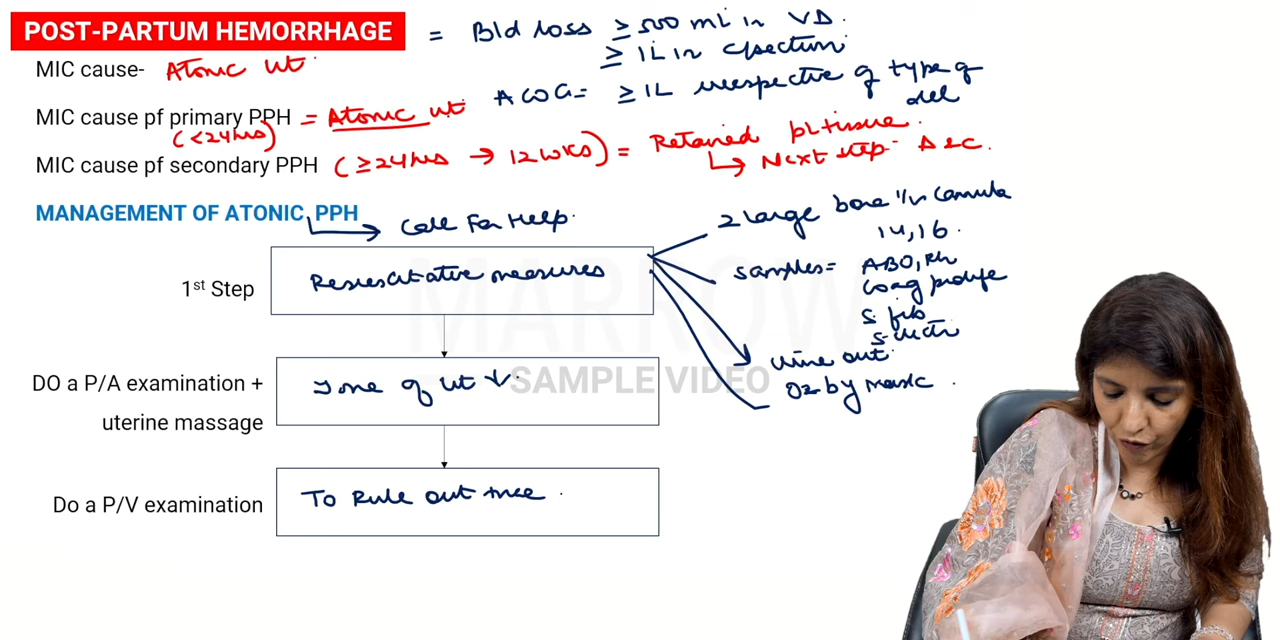 POST-PARTUM HEMORRHAGE = Bld loss ≥ 500 mL in VD.
≥ 1L in c/section
MIC cause- Atonic ut.
ACOG = ≥ 1L irrespective of type of del
MIC cause pf primary PPH = Atonic ut
(<24hrs)
MIC cause pf secondary PPH (≥24hrs → 12 wks) = Retained pl tissue.
↳ Next step- D&C.
MANAGEMENT OF ATONIC PPH
→ Call For Help.
1st Step
Resuscitative measures
2 large bore i/v cannula
14, 16.
samples = ABO, Rh
coag profile
s. fib
urine out.
O2 by mask.
DO a P/A examination +
uterine massage
Tone of ut ↓.
Do a P/V examination
To Rule out
MARROW
SAMPLE VIDEO